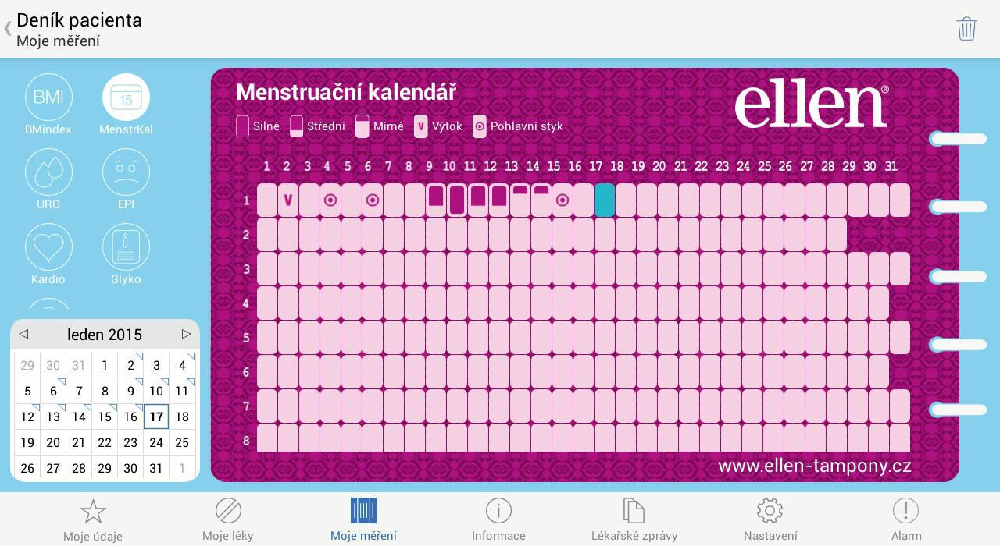 Deník pacienta
Moje měření
BMI
15
BMIndex
MenstrKal
URO
EPI
Kardio
Glyko
leden 2015
29 30 31 1 2 3 4
5 6 7 8 9 10 11
12 13 14 15 16 17 18
19 20 21 22 23 24 25
26 27 28 29 30 31 1
Menstruační kalendář
ellen®
Silné
Střední
Mírné
V Výtok
Pohlavní styk
1 2 3 4 5 6 7 8 9 10 11 12 13 14 15 16 17 18 19 20 21 22 23 24 25 26 27 28 29 30 31
1 V
2
3
4
5
6
7
8
www.ellen-tampony.cz
Moje údaje
Moje léky
Moje měření
Informace
Lékařské zprávy
Nastavení
Alarm